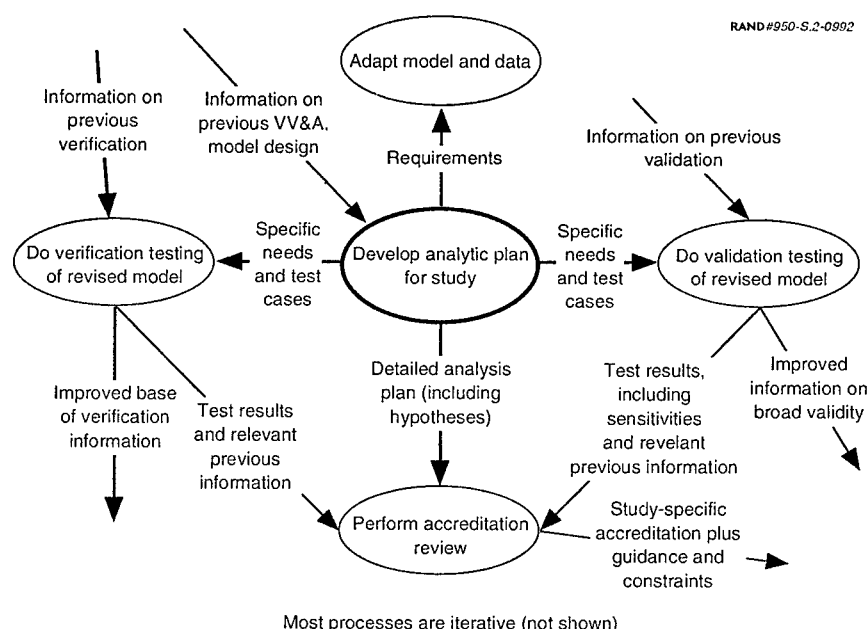 RAND#950-S.2-0992
Adapt model and data
Information on
previous
verification
Information on
previous VV&A,
model design
Requirements
Information on previous
validation
Do verification testing
of revised model
Specific
needs
and test
cases
Develop analytic plan
for study
Specific
needs
and test
cases
Do validation testing
of revised model
Improved base
of verification
information
Test results
and relevant
previous
information
Detailed analysis
plan (including
hypotheses)
Test results,
including
sensitivities
and revelant
previous information
Improved
information on
broad validity
Perform accreditation
review
Study-specific
accreditation plus
guidance and
constraints
Most processes are iterative (not shown)